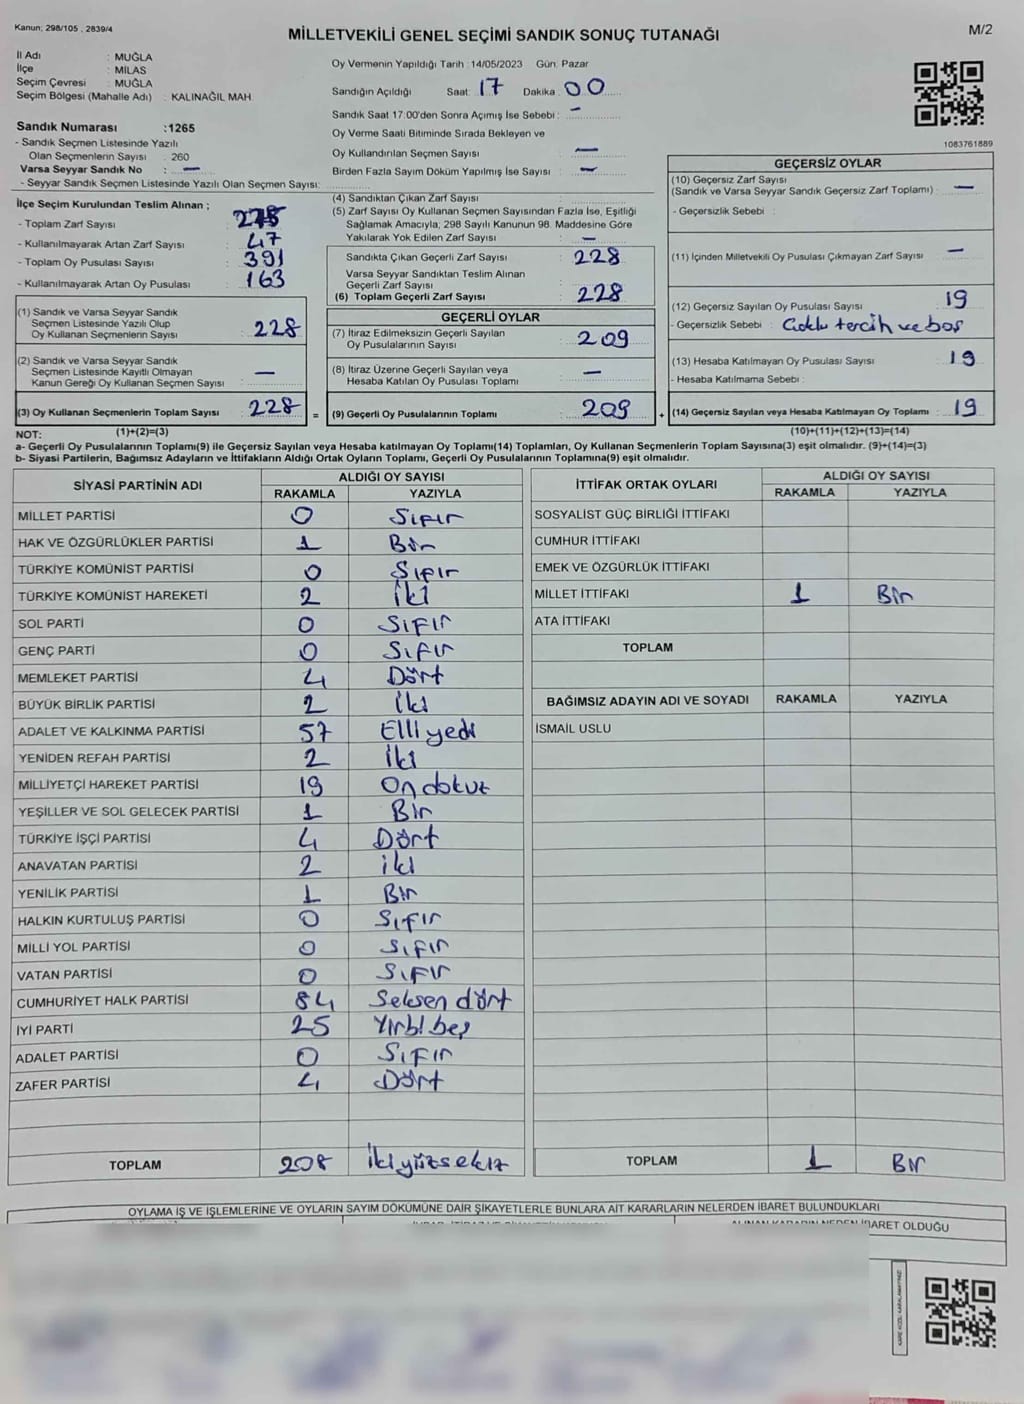 Kanun; 298/105 , 2839/4
MİLLETVEKİLİ GENEL SEÇİMİ SANDIK SONUÇ TUTANAĞI
M/2
İl Adı : MUĞLA
İlçe : MİLAS
Seçim Çevresi : MUĞLA
Seçim Bölgesi (Mahalle Adı) : KALINAĞIL MAH
Sandık Numarası :1265
- Sandık Seçmen Listesinde Yazılı
Olan Seçmenlerin Sayısı : 260
Varsa Seyyar Sandık No : —
- Seyyar Sandık Seçmen Listesinde Yazılı Olan Seçmen Sayısı:
Oy Vermenin Yapıldığı Tarih :14/05/2023 Gün: Pazar
Sandığın Açıldığı Saat: 17 Dakika: 00
Sandık Saat 17:00'den Sonra Açımış İse Sebebi : —
Oy Verme Saati Bitiminde Sırada Bekleyen ve
Oy Kullandırılan Seçmen Sayısı : —
Birden Fazla Sayım Döküm Yapılmış İse Sayısı : —
1083761889
İlçe Seçim Kurulundan Teslim Alınan ;
- Toplam Zarf Sayısı : 275
- Kullanılmayarak Artan Zarf Sayısı : 47
- Toplam Oy Pusulası Sayısı : 391
- Kullanılmayarak Artan Oy Pusulası : 163
(1) Sandık ve Varsa Seyyar Sandık
Seçmen Listesinde Yazılı Olup
Oy Kullanan Seçmenlerin Sayısı : 228
(2) Sandık ve Varsa Seyyar Sandık
Seçmen Listesinde Kayıtlı Olmayan
Kanun Gereği Oy Kullanan Seçmen Sayısı : —
(3) Oy Kullanan Seçmenlerin Toplam Sayısı : 228 =
(4) Sandıktan Çıkan Zarf Sayısı :
(5) Zarf Sayısı Oy Kullanan Seçmen Sayısından Fazla İse, Eşitliği
Sağlamak Amacıyla, 298 Sayılı Kanunun 98. Maddesine Göre
Yakılarak Yok Edilen Zarf Sayısı : —
Sandıkta Çıkan Geçerli Zarf Sayısı : 228
Varsa Seyyar Sandıktan Teslim Alınan
Geçerli Zarf Sayısı :
(6) Toplam Geçerli Zarf Sayısı : 228
GEÇERLİ OYLAR
(7) İtiraz Edilmeksizin Geçerli Sayılan
Oy Pusulalarının Sayısı : 209
(8) İtiraz Üzerine Geçerli Sayılan veya
Hesaba Katılan Oy Pusulası Toplamı : —
(9) Geçerli Oy Pusulalarının Toplamı : 209 +
GEÇERSİZ OYLAR
(10) Geçersiz Zarf Sayısı
(Sandık ve Varsa Seyyar Sandık Geçersiz Zarf Toplamı) : —
- Geçersizlik Sebebi :
(11) İçinden Milletvekili Oy Pusulası Çıkmayan Zarf Sayısı : —
(12) Geçersiz Sayılan Oy Pusulası Sayısı : 19
- Geçersizlik Sebebi : Çoklu tercih ve boş
(13) Hesaba Katılmayan Oy Pusulası Sayısı : 19
- Hesaba Katılmama Sebebi :
(14) Geçersiz Sayılan veya Hesaba Katılmayan Oy Toplamı : 19
NOT: (1)+(2)=(3) (10)+(11)+(12)+(13)=(14)
a- Geçerli Oy Pusulalarının Toplamı(9) ile Geçersiz Sayılan veya Hesaba katılmayan Oy Toplamı(14) Toplamları, Oy Kullanan Seçmenlerin Toplam Sayısına(3) eşit olmalıdır. (9)+(14)=(3)
b- Siyasi Partilerin, Bağımsız Adayların ve İttifakların Aldığı Ortak Oyların Toplamı, Geçerli Oy Pusulalarının Toplamına(9) eşit olmalıdır.
SİYASİ PARTİNİN ADI ALDIĞI OY SAYISI
RAKAMLA YAZIYLA
MİLLET PARTİSİ 0 Sıfır
HAK VE ÖZGÜRLÜKLER PARTİSİ 1 Bir
TÜRKİYE KOMÜNİST PARTİSİ 0 Sıfır
TÜRKİYE KOMÜNİST HAREKETİ 2 İki
SOL PARTİ 0 Sıfır
GENÇ PARTİ 0 Sıfır
MEMLEKET PARTİSİ 4 Dört
BÜYÜK BİRLİK PARTİSİ 2 İki
ADALET VE KALKINMA PARTİSİ 57 Elli yedi
YENİDEN REFAH PARTİSİ 2 İki
MİLLİYETÇİ HAREKET PARTİSİ 19 On dokuz
YEŞİLLER VE SOL GELECEK PARTİSİ 1 Bir
TÜRKİYE İŞÇİ PARTİSİ 4 Dört
ANAVATAN PARTİSİ 2 iki
YENİLİK PARTİSİ 1 Bir
HALKIN KURTULUŞ PARTİSİ 0 Sıfır
MİLLİ YOL PARTİSİ 0 Sıfır
VATAN PARTİSİ 0 Sıfır
CUMHURİYET HALK PARTİSİ 84 Seksen dört
İYİ PARTİ 25 Yirmi beş
ADALET PARTİSİ 0 Sıfır
ZAFER PARTİSİ 4 Dört
TOPLAM 208 İkiyüzsekiz
İTTİFAK ORTAK OYLARI ALDIĞI OY SAYISI
RAKAMLA YAZIYLA
SOSYALİST GÜÇ BİRLİĞİ İTTİFAKI
CUMHUR İTTİFAKI
EMEK VE ÖZGÜRLÜK İTTİFAKI
MİLLET İTTİFAKI 1 Bir
ATA İTTİFAKI
TOPLAM
BAĞIMSIZ ADAYIN ADI VE SOYADI RAKAMLA YAZIYLA
İSMAİL USLU
TOPLAM 1 Bir
OYLAMA İŞ VE İŞLEMLERİNE VE OYLARIN SAYIM DÖKÜMÜNE DAİR ŞİKAYETLERLE BUNLARA AİT KARARLARIN NELERDEN İBARET BULUNDUKLARI
ALINAN KARARIN NEDEN İBARET OLDUĞU